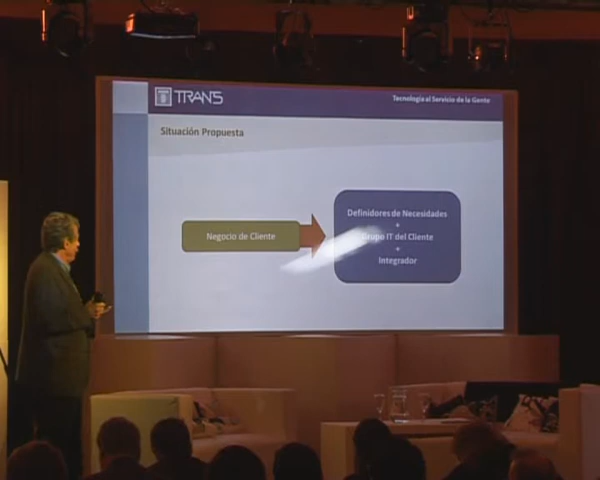 TRANS
Tecnología al Servicio de la Gente
Situación Propuesta
Negocio de Cliente
Definidores de Necesidades
+
Grupo IT del Cliente
+
Integrador